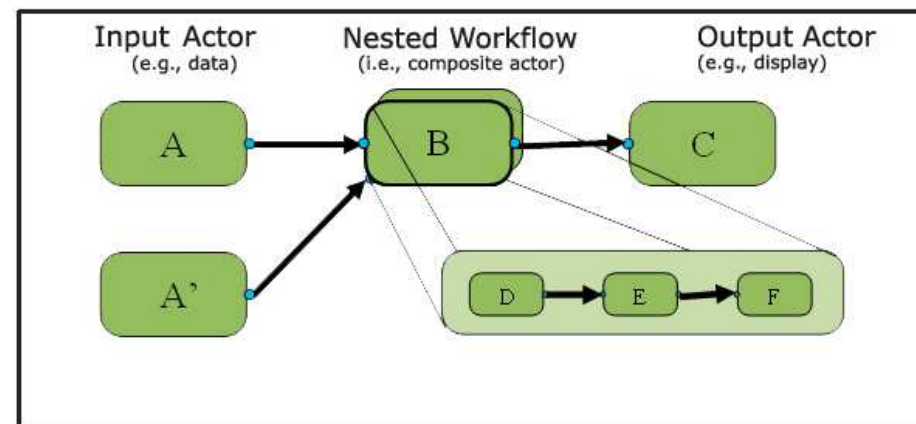 Input Actor
(e.g., data)
Nested Workflow
(i.e., composite actor)
Output Actor
(e.g., display)
A
B
C
A’
D
E
F